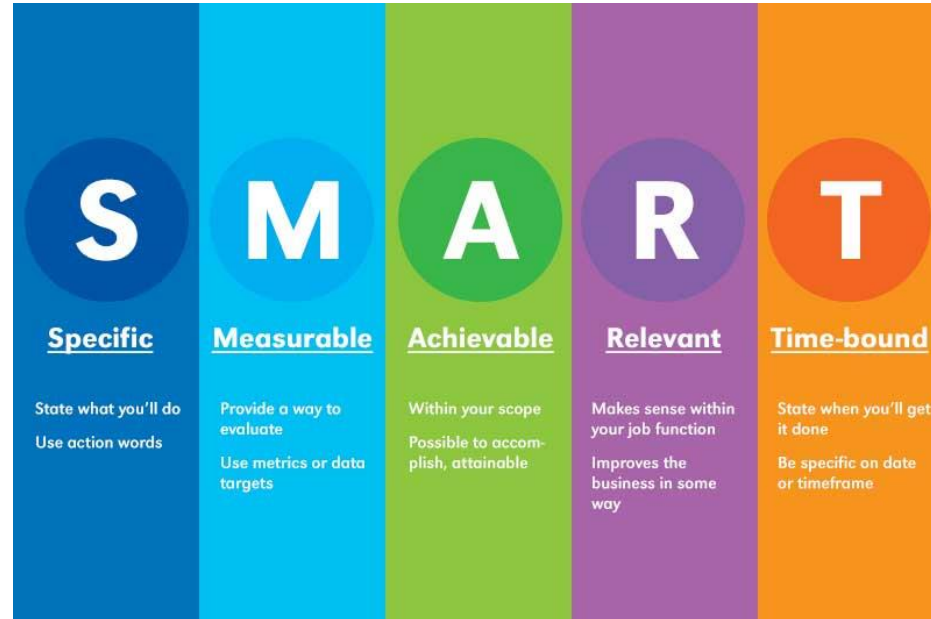 S
Specific
State what you'll do
Use action words
M
Measurable
Provide a way to
evaluate
Use metrics or data
targets
A
Achievable
Within your scope
Possible to accom-
plish, attainable
R
Relevant
Makes sense within
your job function
Improves the
business in some
way
T
Time-bound
State when you'll get
it done
Be specific on date
or timeframe